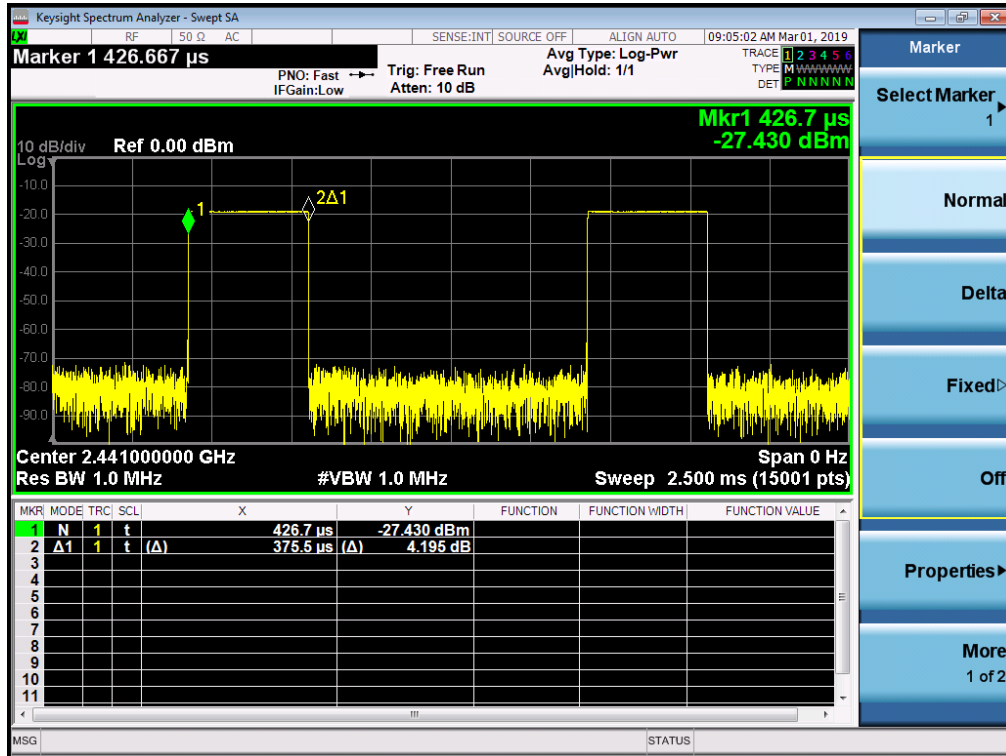 Keysight Spectrum Analyzer - Swept SA
LXI RF 50 Ω AC SENSE:INT SOURCE OFF ALIGN AUTO 09:05:02 AM Mar 01, 2019
Marker 1 426.667 µs
PNO: Fast
IFGain:Low
Trig: Free Run
Atten: 10 dB
Avg Type: Log-Pwr
Avg|Hold: 1/1
TRACE 1 2 3 4 5 6
TYPE M W W W W W
DET P N N N N N
Mkr1 426.7 µs
-27.430 dBm
10 dB/div Ref 0.00 dBm
Log
-10.0
1 2Δ1
-20.0
-30.0
-40.0
-50.0
-60.0
-70.0
-80.0
-90.0
Center 2.441000000 GHz Span 0 Hz
Res BW 1.0 MHz #VBW 1.0 MHz Sweep 2.500 ms (15001 pts)
MKR MODE TRC SCL X Y FUNCTION FUNCTION WIDTH FUNCTION VALUE
1 N 1 t 426.7 µs -27.430 dBm
2 Δ1 1 t (Δ) 375.5 µs (Δ) 4.195 dB
3
4
5
6
7
8
9
10
11
MSG STATUS
Marker
Select Marker
1
Normal
Delta
Fixed
Off
Properties
More
1 of 2